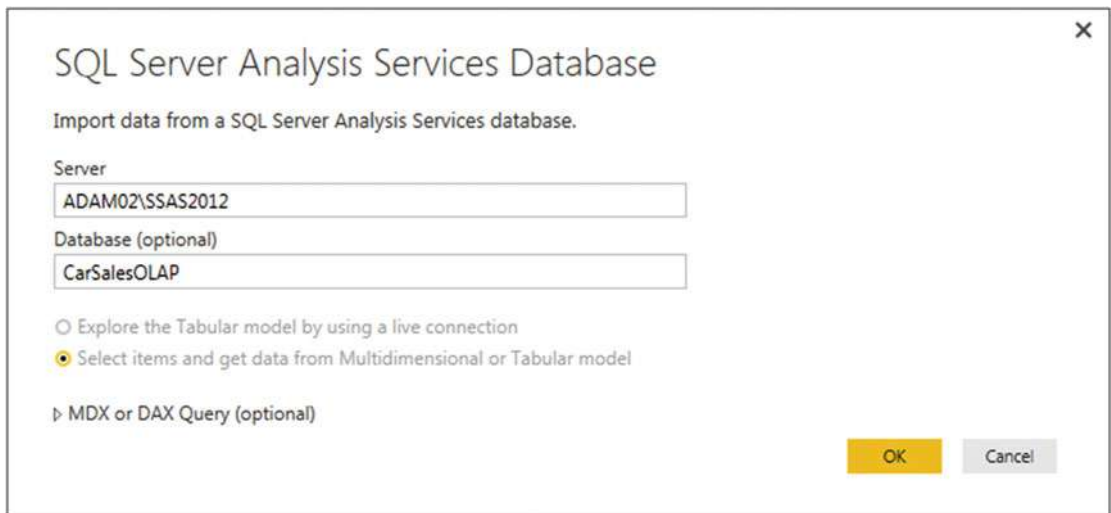 SQL Server Analysis Services Database
Import data from a SQL Server Analysis Services database.
Server
ADAM02\SSAS2012
Database (optional)
CarSalesOLAP
Explore the Tabular model by using a live connection
Select items and get data from Multidimensional or Tabular model
MDX or DAX Query (optional)
OK Cancel